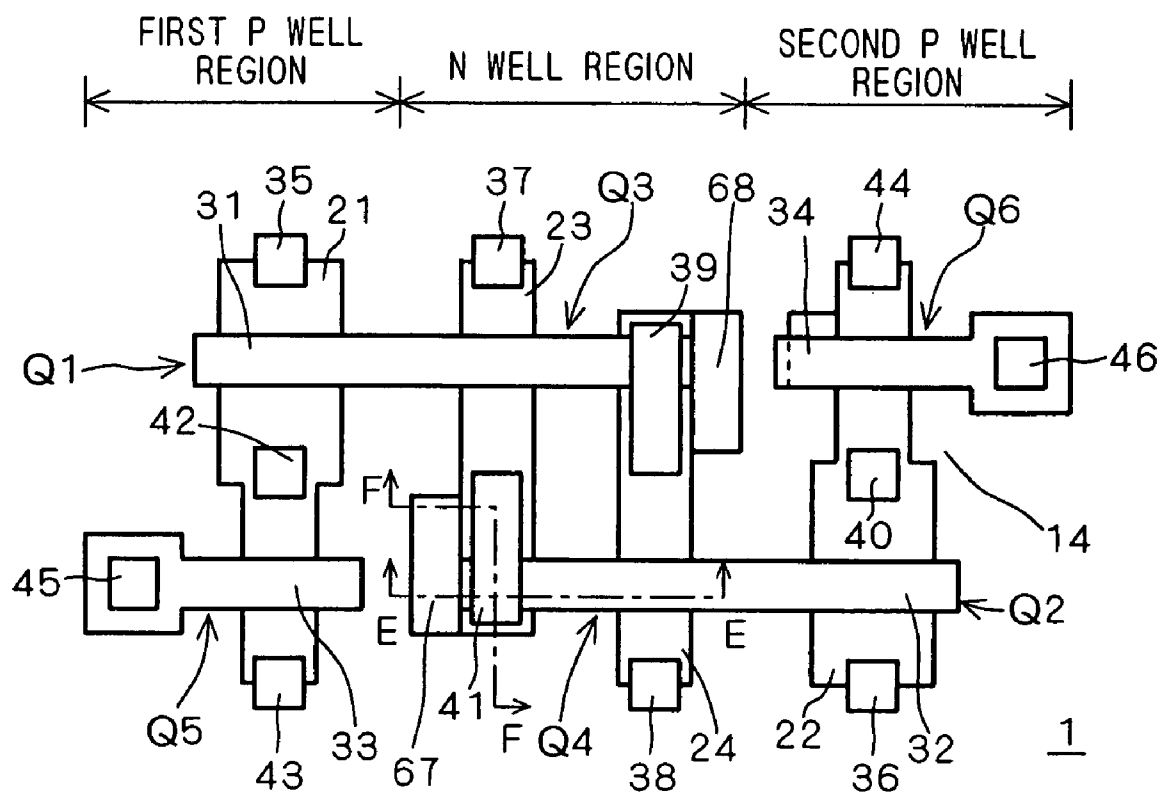 FIRST P WELL
REGION
N WELL REGION
SECOND P WELL
REGION
35
37
44
31
21
23
Q3
68
34
Q6
39
Q1
46
42
F
40
14
45
E
E
Q2
Q5
33
43
67
41
F
Q4
38
24
22
36
32
1